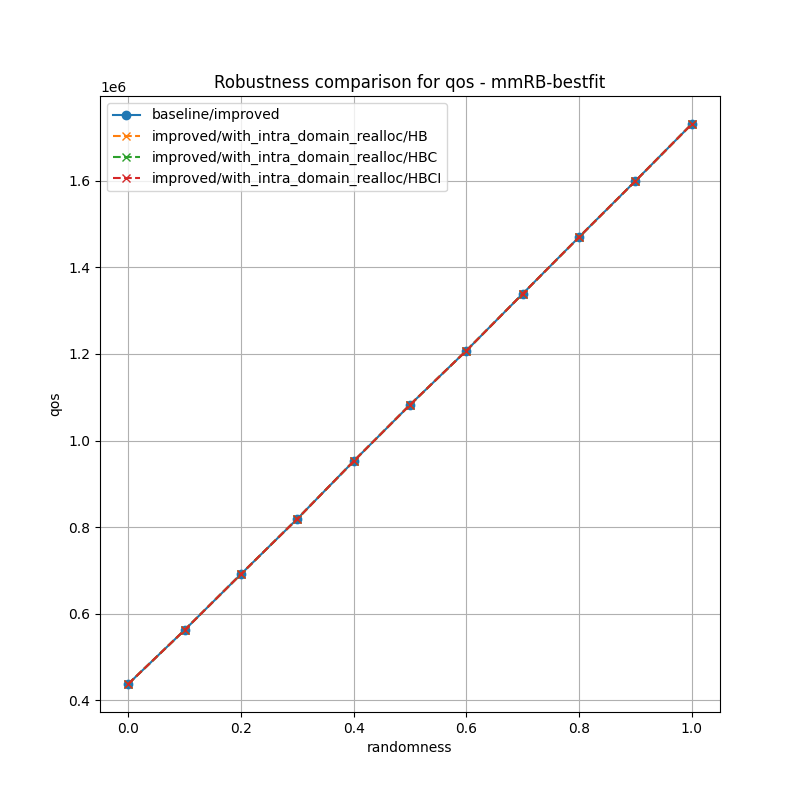 Robustness comparison for qos - mmRB-bestfit
1e6
baseline/improved
improved/with_intra_domain_realloc/HB
improved/with_intra_domain_realloc/HBC
improved/with_intra_domain_realloc/HBCI
1.6
1.4
1.2
1.0
0.8
0.6
0.4
qos
0.0 0.2 0.4 0.6 0.8 1.0
randomness